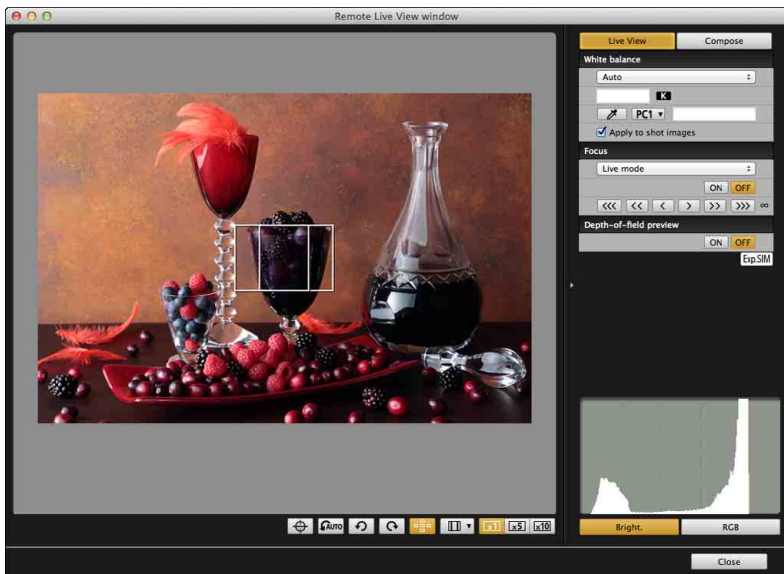 Remote Live View window
Live View Compose
White balance
Auto
K
PC1
Apply to shot images
Focus
Live mode
ON OFF
<<< << < > >> >>> ∞
Depth-of-field preview
ON OFF
Exp.SIM
AUTO x1 x5 x10
Bright. RGB
Close